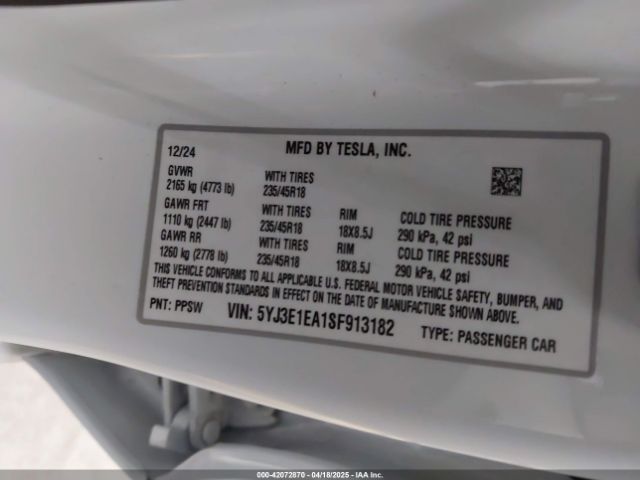 12/24 MFD BY TESLA, INC.
GVWR WITH TIRES
2165 kg (4773 lb) 235/45R18
GAWR FRT WITH TIRES RIM COLD TIRE PRESSURE
1110 kg (2447 lb) 235/45R18 18X8.5J 290 kPa, 42 psi
GAWR RR WITH TIRES RIM COLD TIRE PRESSURE
1260 kg (2778 lb) 235/45R18 18X8.5J 290 kPa, 42 psi
THIS VEHICLE CONFORMS TO ALL APPLICABLE U.S. FEDERAL MOTOR VEHICLE SAFETY, BUMPER, AND
THEFT PREVENTION STANDARDS IN EFFECT ON THE DATE OF MANUFACTURE SHOWN ABOVE.
PNT: PPSW VIN: 5YJ3E1EA1SF913182 TYPE: PASSENGER CAR
000-42072870 - 04/18/2025 - IAA Inc.